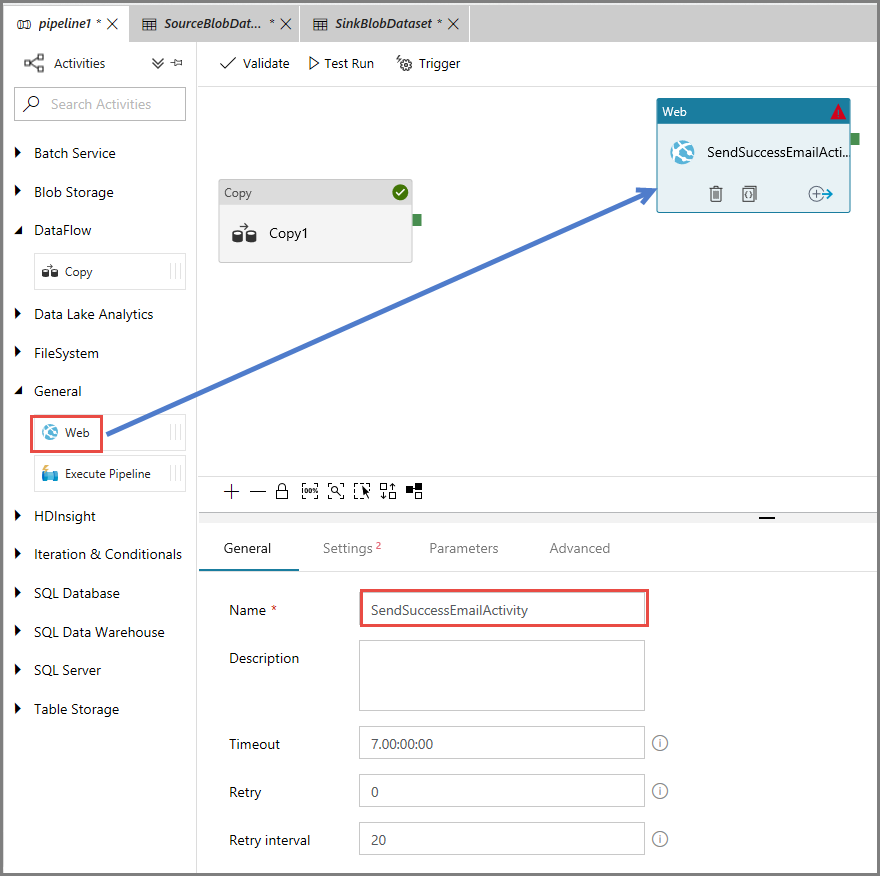 pipeline1 *
SourceBlobDat... *
SinkBlobDataset *
Activities
Search Activities
Batch Service
Blob Storage
DataFlow
Copy
Data Lake Analytics
FileSystem
General
Web
Execute Pipeline
HDInsight
Iteration & Conditionals
SQL Database
SQL Data Warehouse
SQL Server
Table Storage
Validate
Test Run
Trigger
Copy
Copy1
Web
SendSuccessEmailActi...
100%
General
Settings 2
Parameters
Advanced
Name *
SendSuccessEmailActivity
Description
Timeout
7.00:00:00
Retry
0
Retry interval
20